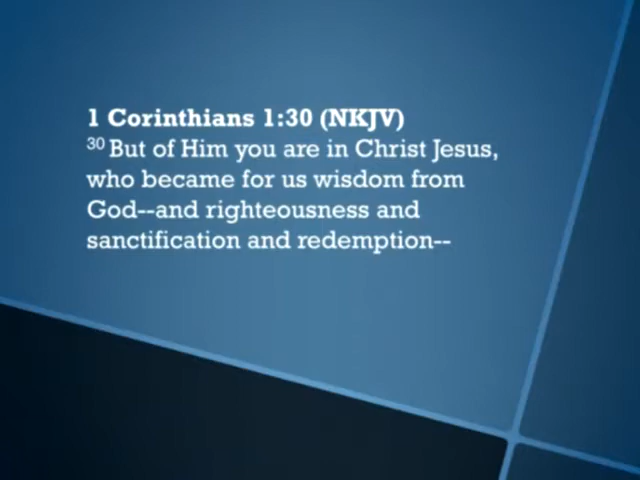 1 Corinthians 1:30 (NKJV)
30 But of Him you are in Christ Jesus,
who became for us wisdom from
God--and righteousness and
sanctification and redemption--